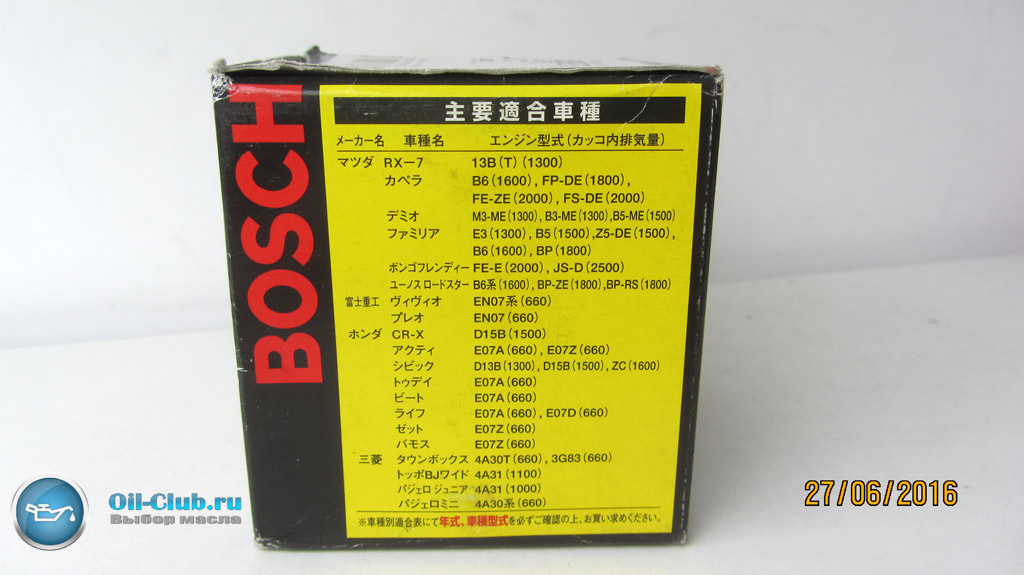 BOSCH
主要適合車種
メーカー名 車種名 エンジン型式(カッコ内排気量)
マツダ RX－7 13B(T)(1300)
カペラ B6(1600), FP-DE(1800),
FE-ZE(2000), FS-DE(2000)
デミオ M3-ME(1300), B3-ME(1300), B5-ME(1500)
ファミリア E3(1300), B5(1500), Z5-DE(1500),
B6(1600), BP(1800)
ボンゴフレンディー FE-E(2000), JS-D(2500)
ユーノス ロードスター B6系(1600), BP-ZE(1800), BP-RS(1800)
富士重工 ヴィヴィオ EN07系(660)
プレオ EN07(660)
ホンダ CR-X D15B(1500)
アクティ E07A(660), E07Z(660)
シビック D13B(1300), D15B(1500), ZC(1600)
トゥデイ E07A(660)
ビート E07A(660)
ライフ E07A(660), E07D(660)
ゼット E07Z(660)
バモス E07Z(660)
三菱 タウンボックス 4A30T(660), 3G83(660)
トッポBJワイド 4A31(1100)
パジェロ ジュニア 4A31(1000)
パジェロミニ 4A30系(660)
※車種別適合表にて年式、車種型式を必ずご確認の上、お買い求めください。
Oil-Club.ru
Выбор масла
27/06/2016